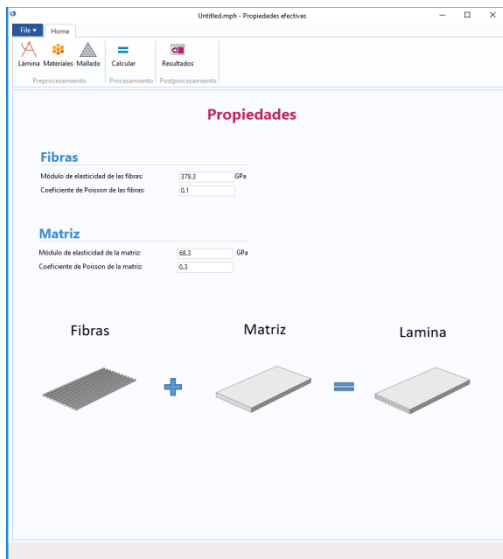 Untitled.mph - Propiedades efectivas
File Home
Lámina Materiales Mallado Calcular Resultados
Preprocesamiento Procesamiento Postprocesamiento
Propiedades
Fibras
Módulo de elasticidad de las fibras: 379.3 GPa
Coeficiente de Poisson de las fibras: 0.1
Matriz
Módulo de elasticidad de la matriz: 68.3 GPa
Coeficiente de Poisson de la matriz: 0.3
Fibras Matriz Lamina